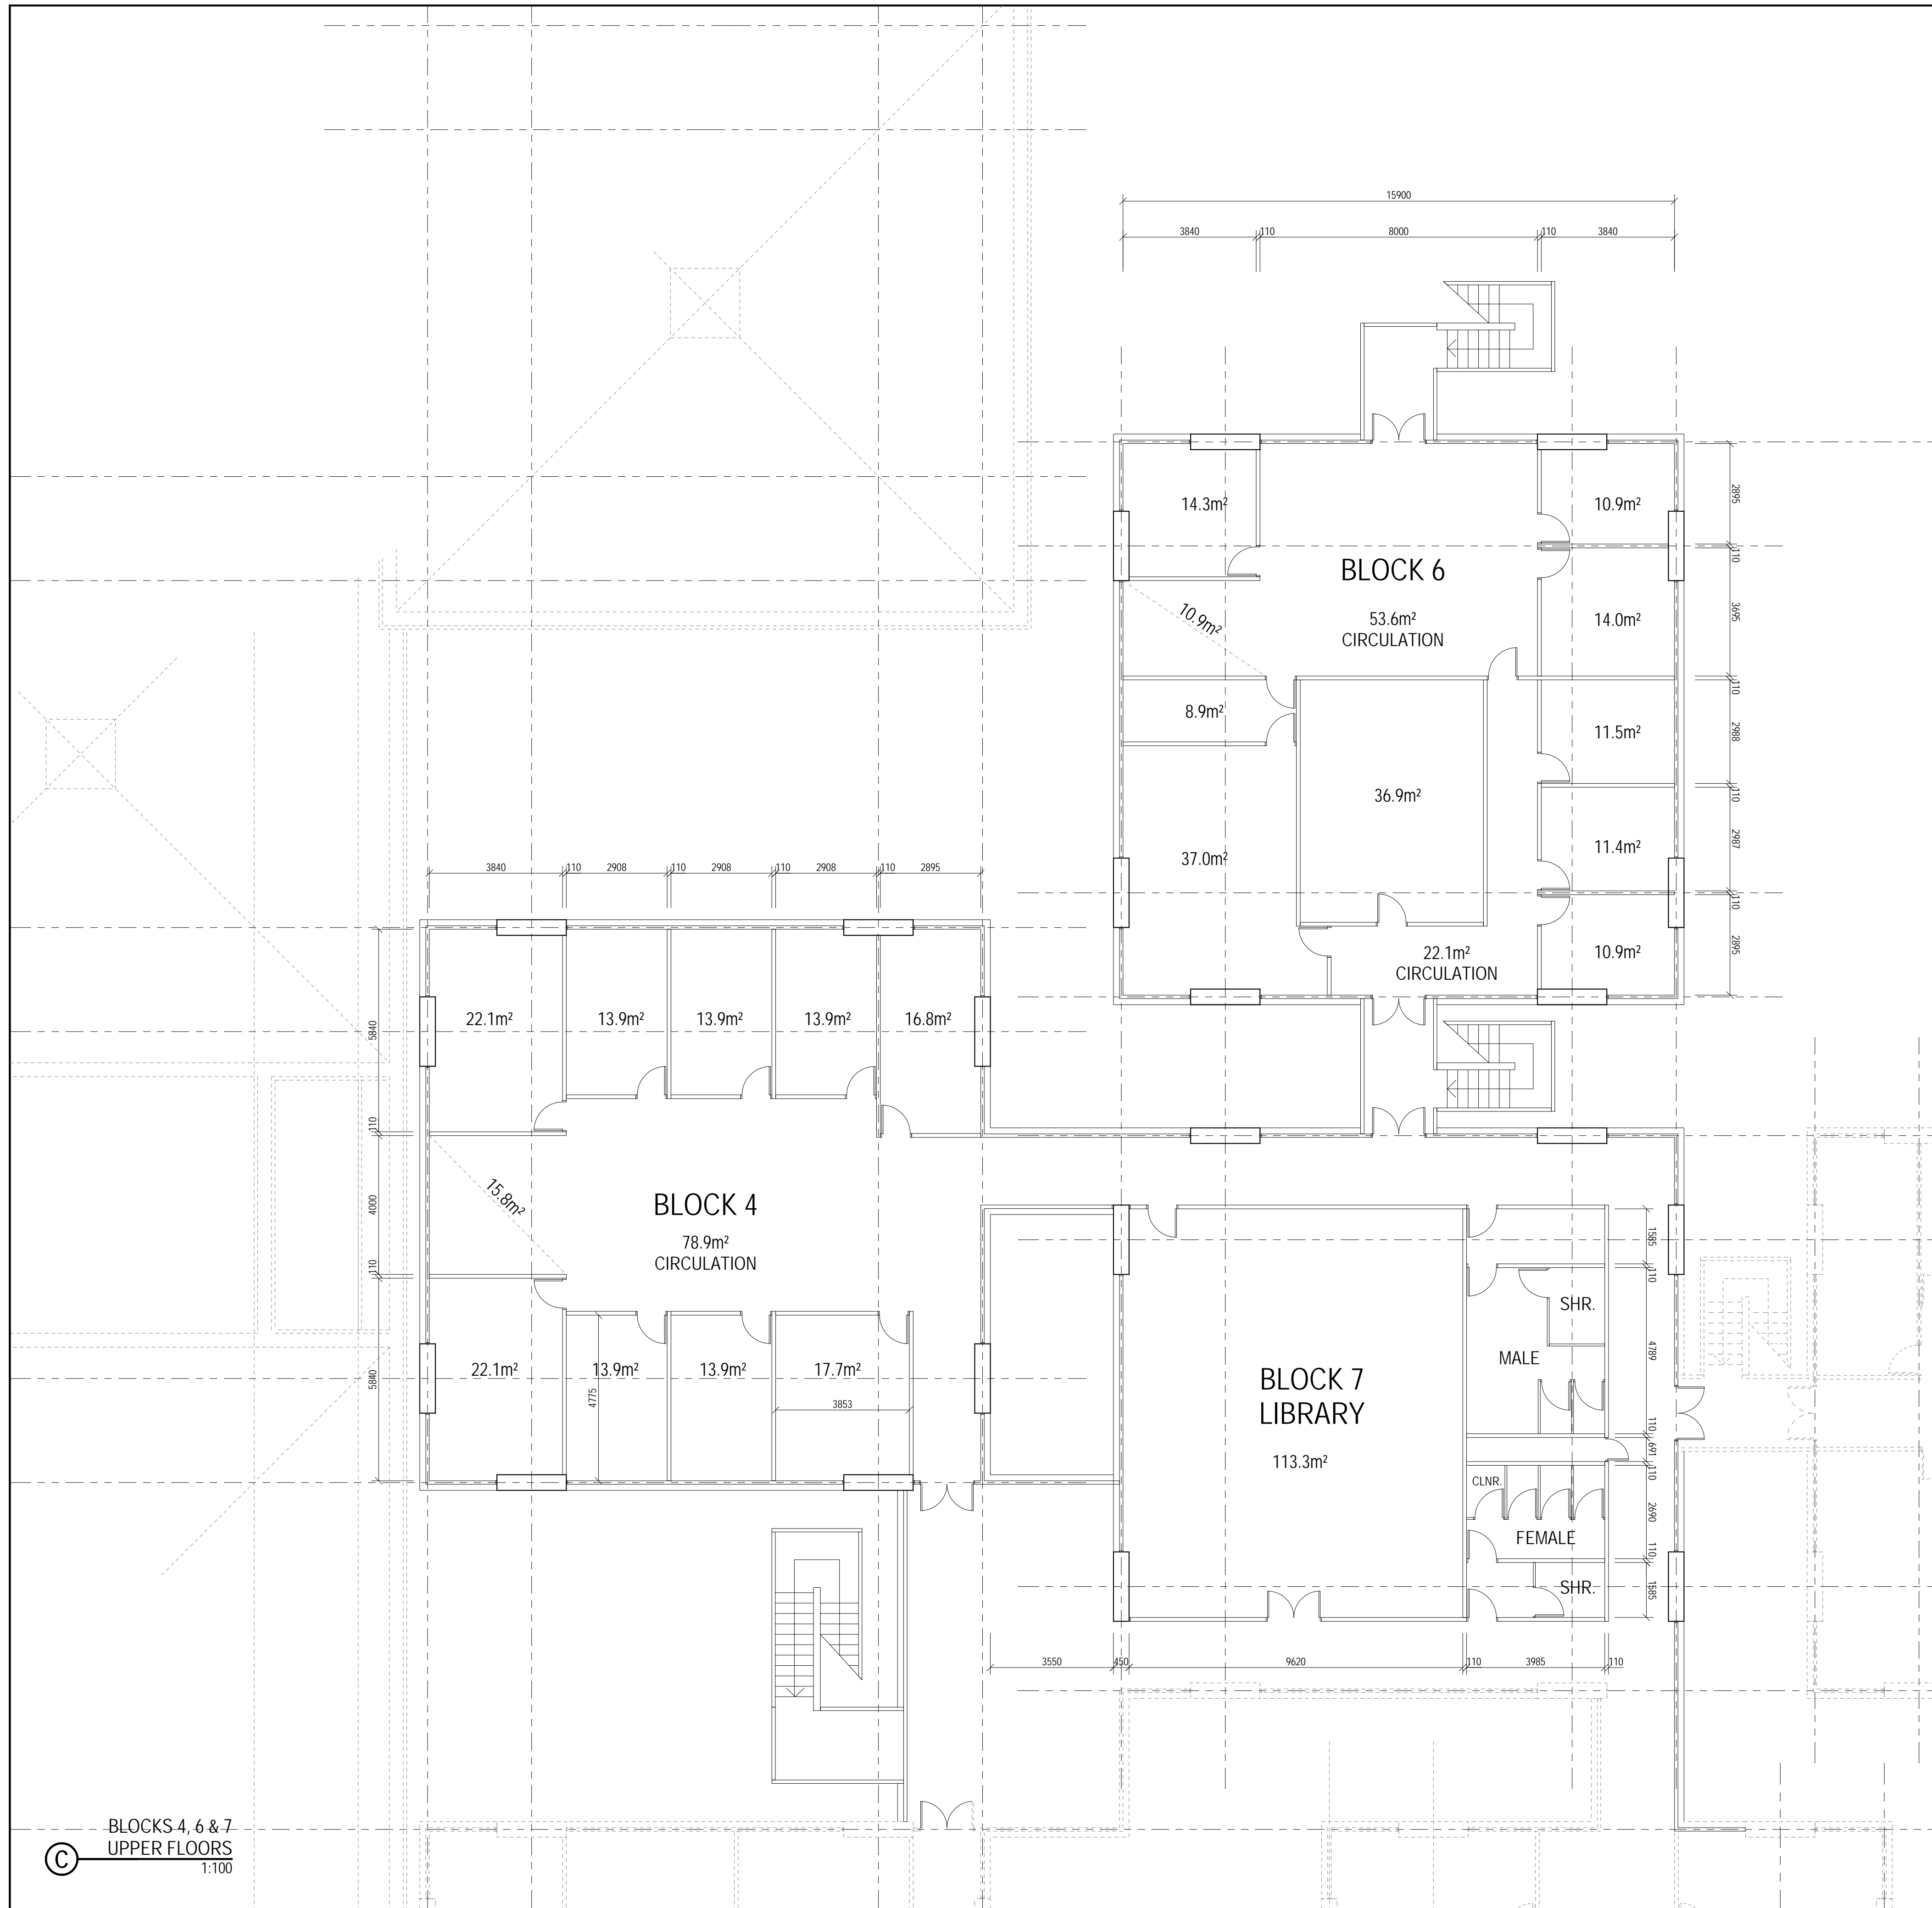 15900
3840 110 8000 110 3840
14.3m²
10.9m²
2895
BLOCK 6
53.6m²
CIRCULATION
110
10.9m²
14.0m²
3695
110
8.9m²
11.5m²
2988
36.9m²
110
37.0m²
11.4m²
2987
110
22.1m²
CIRCULATION
10.9m²
2895
3840 110 2908 110 2908 110 2908 110 2895
5840
22.1m²
13.9m²
13.9m²
13.9m²
16.8m²
110
4000
15.8m²
BLOCK 4
78.9m²
CIRCULATION
110
5840
22.1m²
13.9m²
13.9m²
17.7m²
4775
3853
BLOCK 7
LIBRARY
113.3m²
SHR.
MALE
CLNR.
FEMALE
SHR.
1585
110
4789
110
691
110
2690
110
1585
3550 450 9620 110 3985 110
BLOCKS 4, 6 & 7
UPPER FLOORS
C
1:100